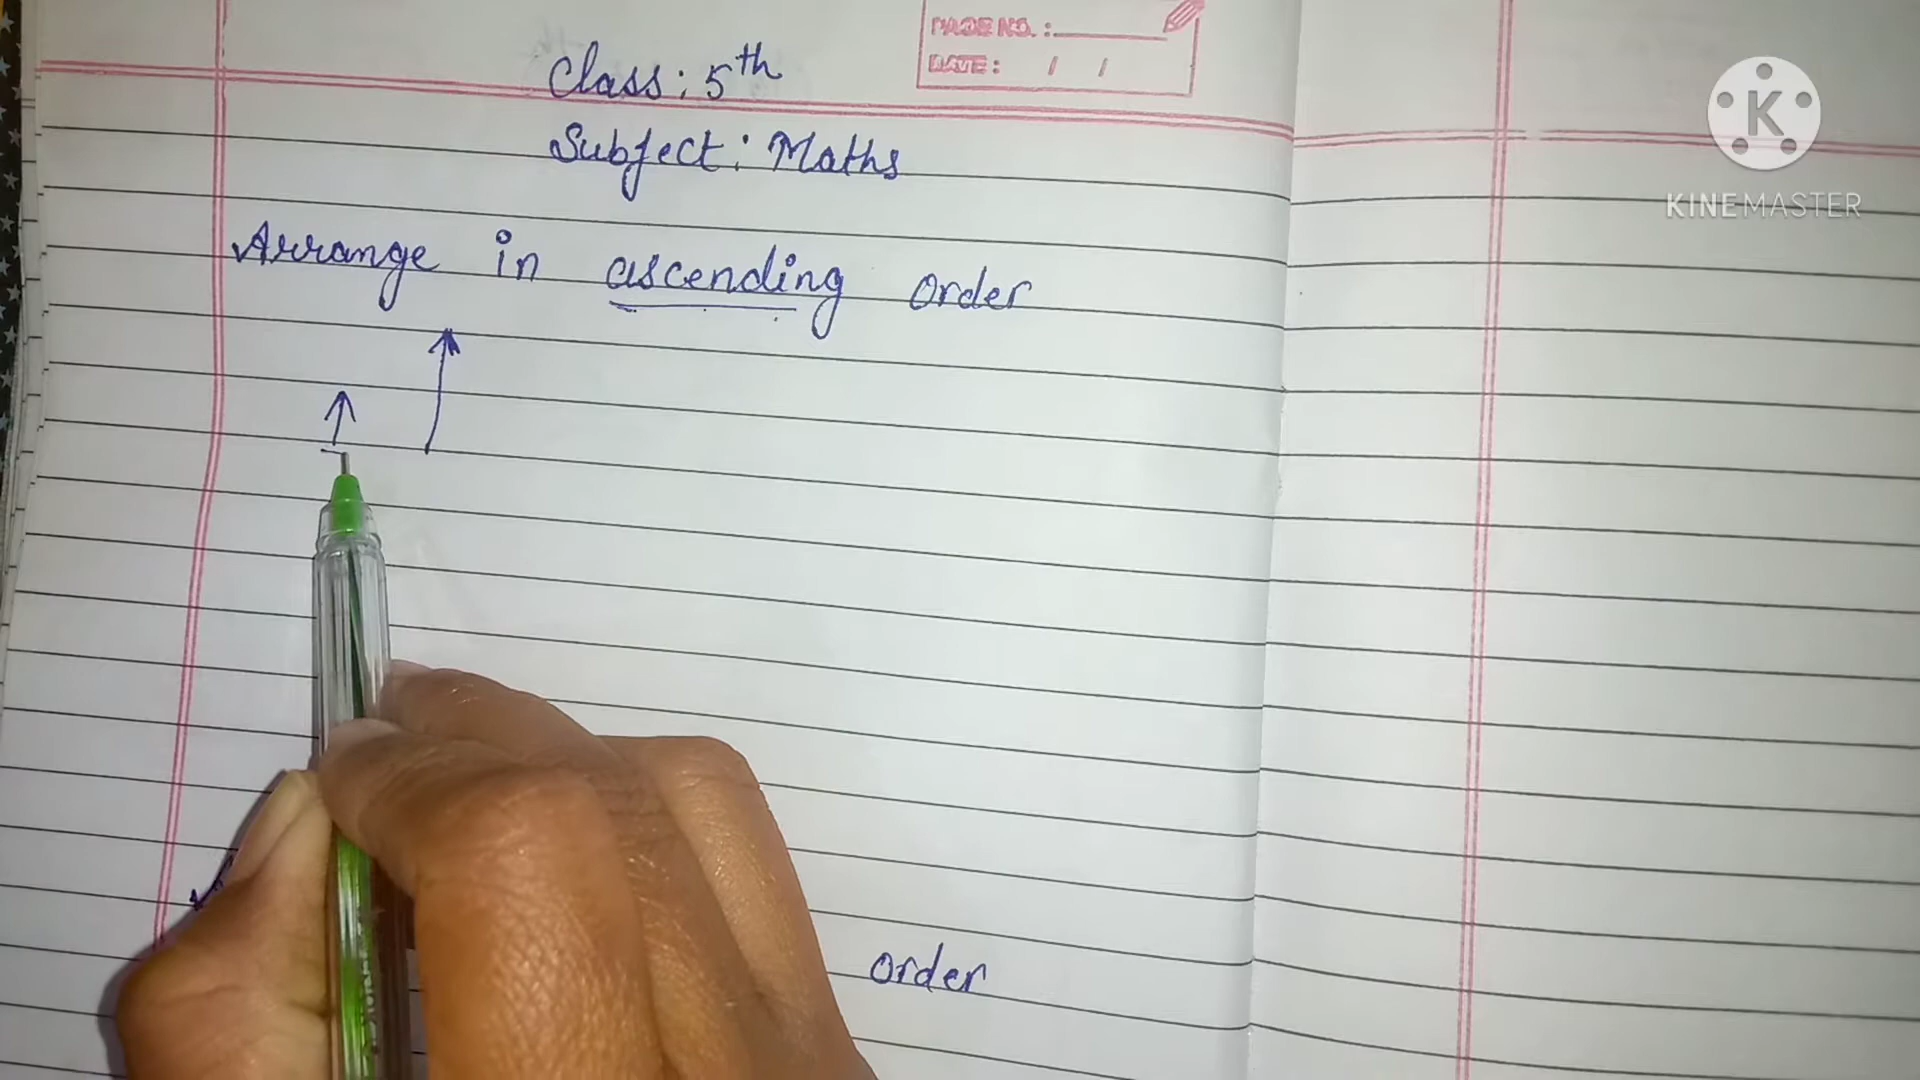 PAGE NO. :
DATE : / /
Class : 5th
Subject : Maths
Arrange in ascending order
order
K
KINEMASTER